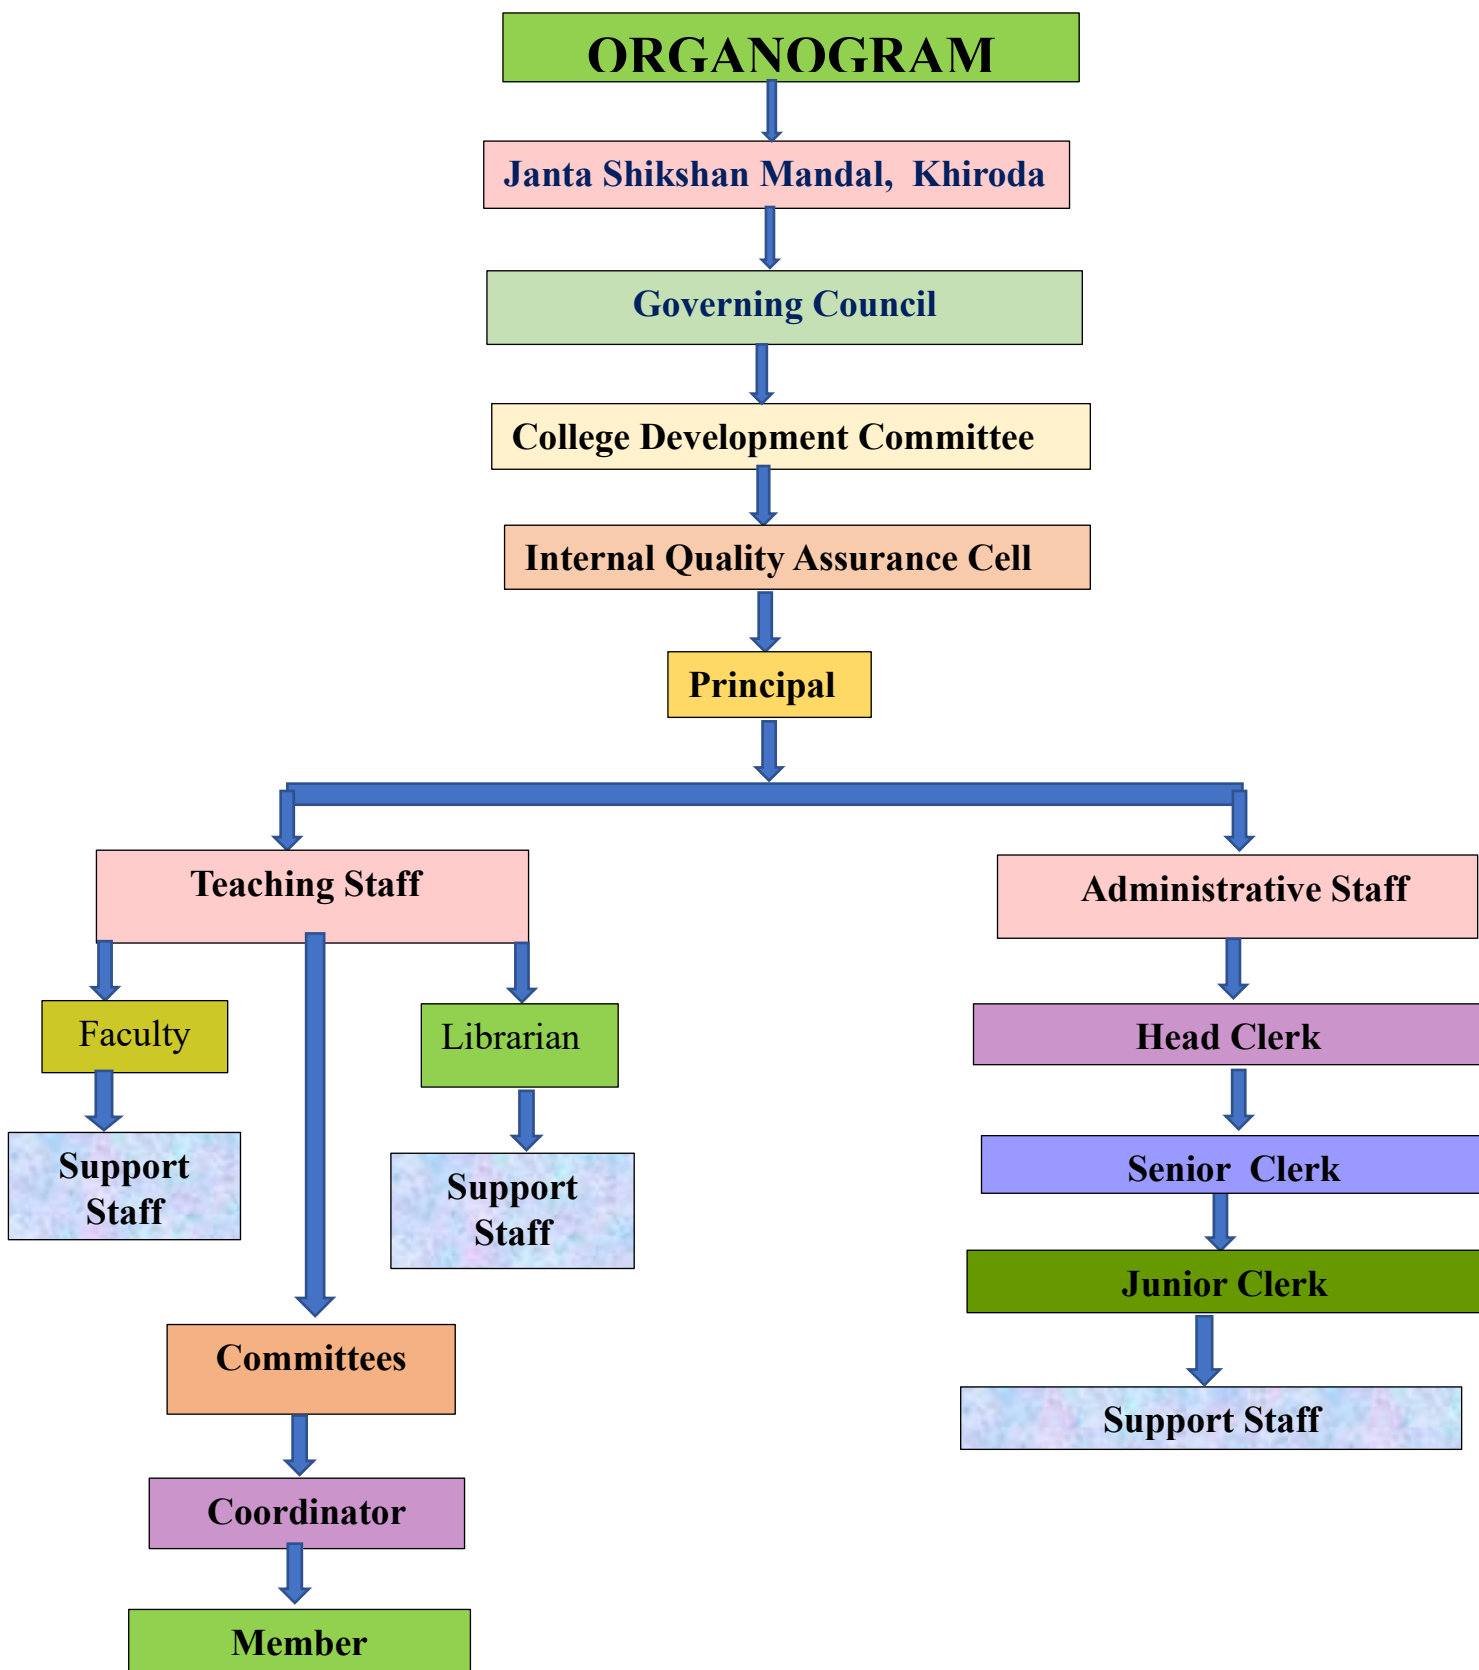 ORGANOGRAM
Janta Shikshan Mandal,  Khiroda
Governing Council
College Development Committee
Internal Quality Assurance Cell
Principal
Teaching Staff
Administrative Staff
Faculty
Librarian
Head Clerk
Support
Staff
Support
Staff
Senior  Clerk
Junior Clerk
Committees
Support Staff
Coordinator
Member